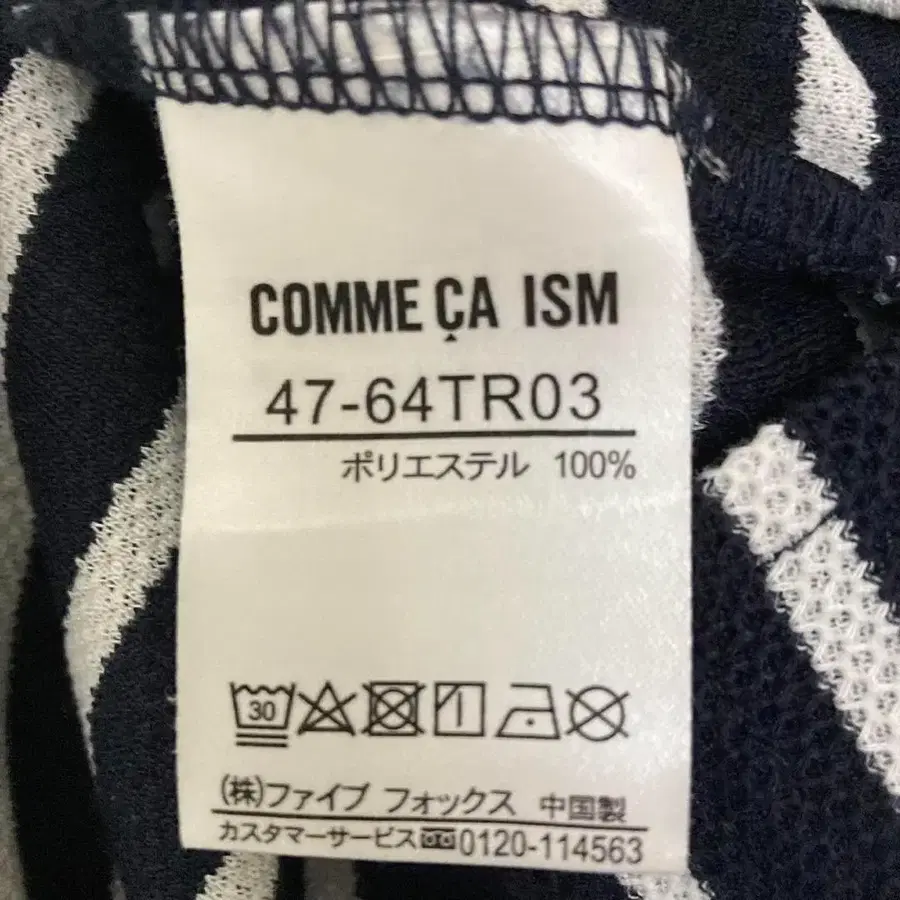 COMME ÇA ISM
47-64TR03
ポリエステル 100%
30
(株)ファイブ フォックス 中国製
カスタマーサービス 0120-114563